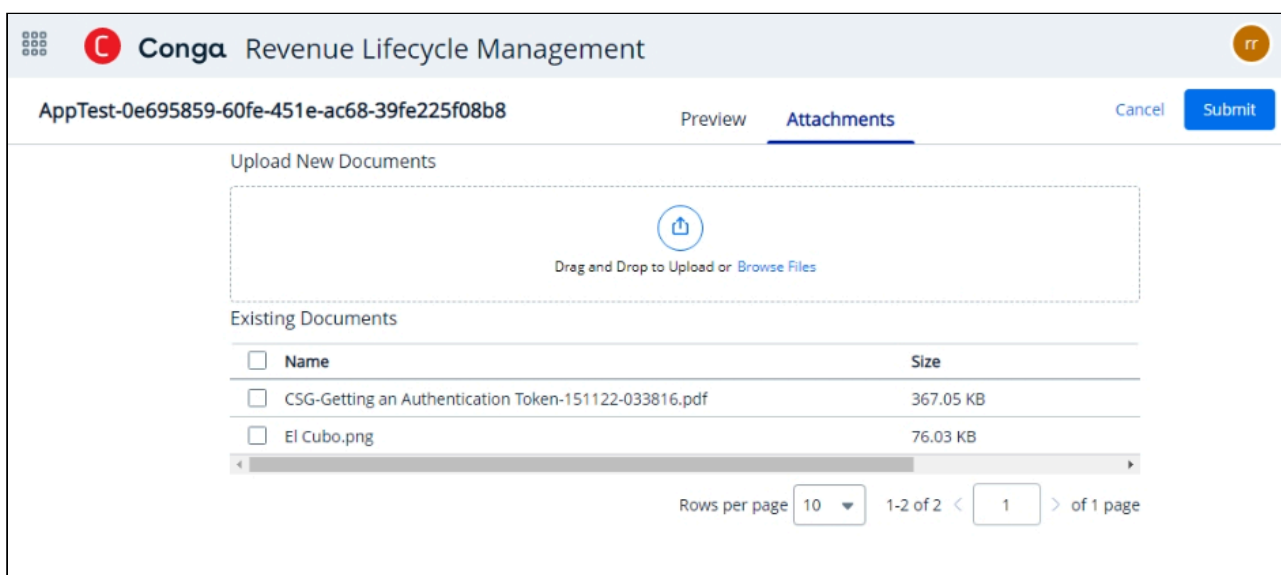 C Conga Revenue Lifecycle Management rr
AppTest-0e695859-60fe-451e-ac68-39fe225f08b8 Preview Attachments Cancel Submit
Upload New Documents
Drag and Drop to Upload or Browse Files
Existing Documents
Name Size
CSG-Getting an Authentication Token-151122-033816.pdf 367.05 KB
El Cubo.png 76.03 KB
Rows per page 10 1-2 of 2 < 1 > of 1 page